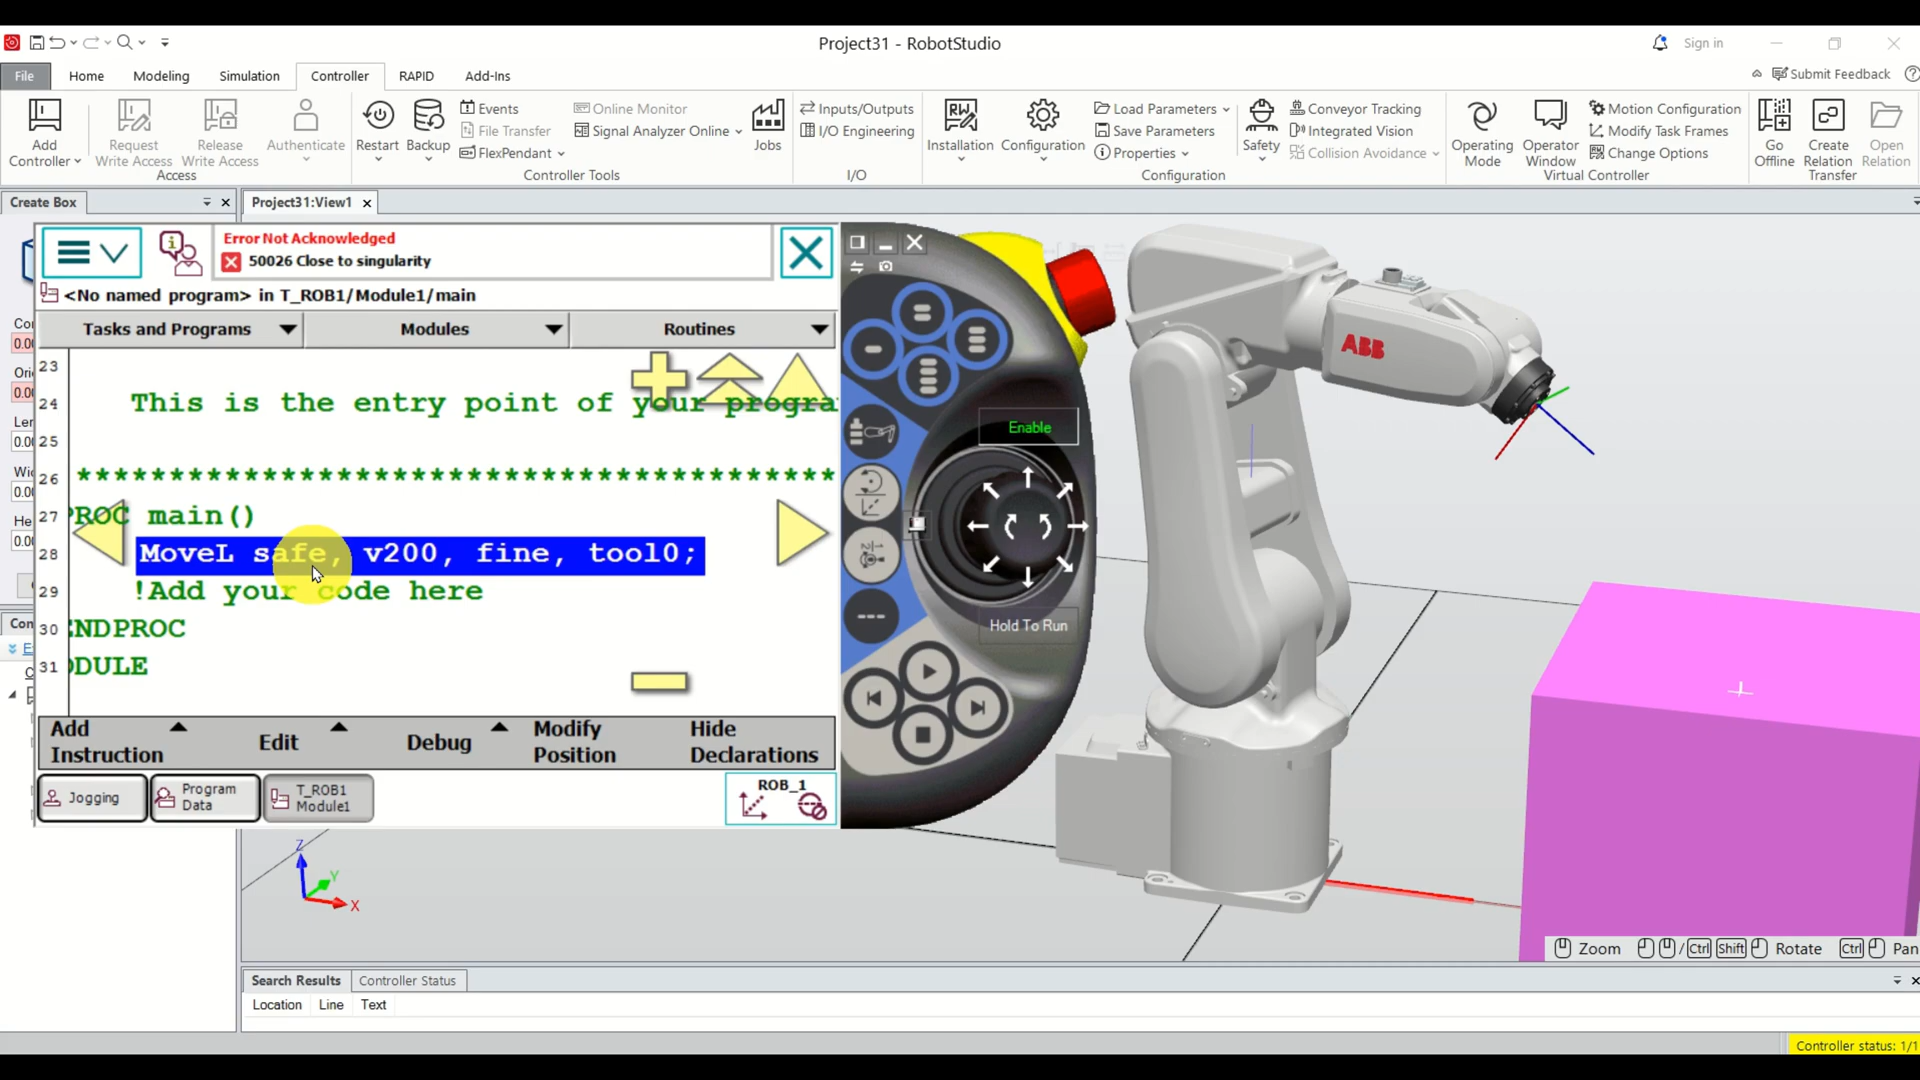 Project31 - RobotStudio
Sign in
File
Home
Modeling
Simulation
Controller
RAPID
Add-Ins
Submit Feedback
Add
Controller
Request
Write Access
Release
Write Access
Authenticate
Access
Restart
Backup
Events
File Transfer
FlexPendant
Online Monitor
Signal Analyzer Online
Jobs
Controller Tools
Inputs/Outputs
I/O Engineering
I/O
Installation
Configuration
Load Parameters
Save Parameters
Properties
Safety
Conveyor Tracking
Integrated Vision
Collision Avoidance
Configuration
Operating
Mode
Operator
Window
Motion Configuration
Modify Task Frames
Change Options
Virtual Controller
Go
Offline
Create
Relation
Open
Relation
Transfer
Create Box
Project31:View1
Error Not Acknowledged
50026 Close to singularity
<No named program> in T_ROB1/Module1/main
Tasks and Programs
Modules
Routines
23
24 This is the entry point of your progra
25
26 *****************************************
27 PROC main()
28 MoveL safe, v200, fine, tool0;
29 !Add your code here
30 ENDPROC
31 ODULE
Add
Instruction
Edit
Debug
Modify
Position
Hide
Declarations
Jogging
Program
Data
T_ROB1
Module1
ROB_1
Enable
Hold To Run
ABB
Z
Y
X
Zoom
Ctrl Shift
Rotate
Ctrl
Pan
Search Results
Controller Status
Location
Line
Text
Controller status: 1/1